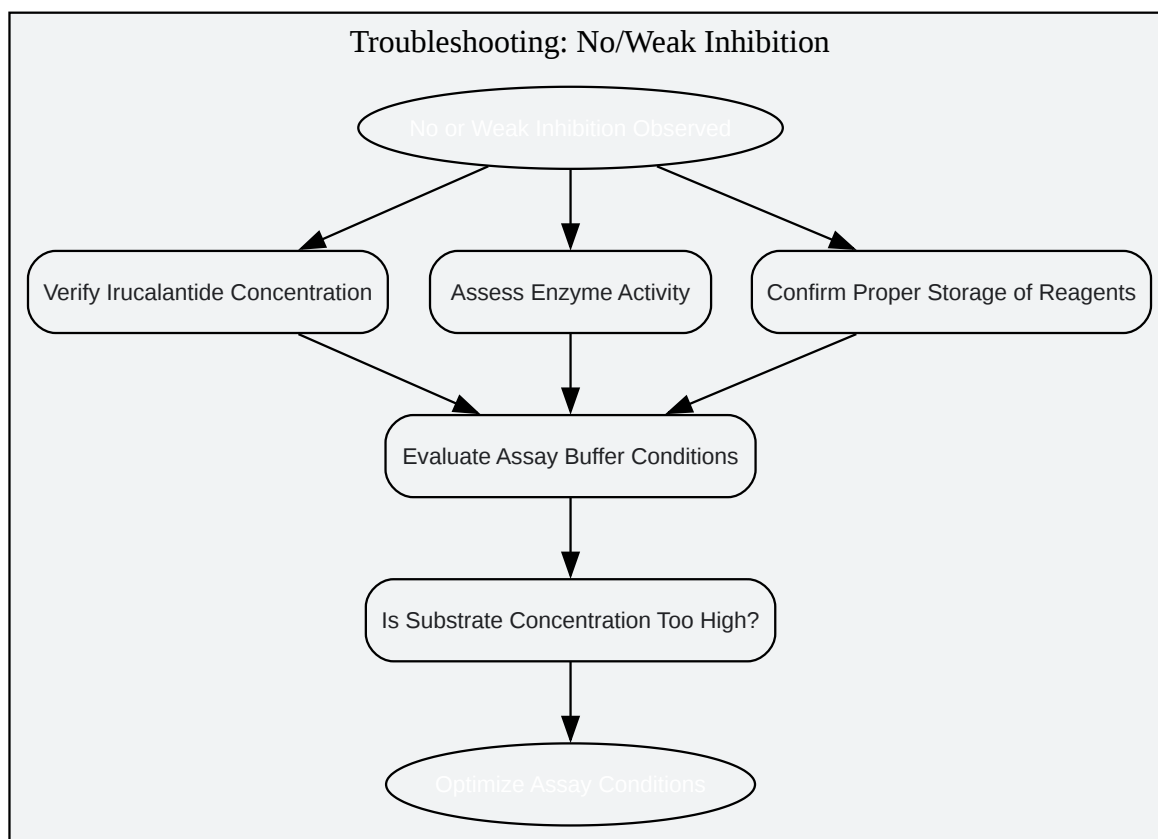 Troubleshooting: No/Weak Inhibition
No or Weak Inhibition Observed
Verify Irucalantide Concentration
Assess Enzyme Activity
Confirm Proper Storage of Reagents
Evaluate Assay Buffer Conditions
Is Substrate Concentration Too High?
Optimize Assay Conditions